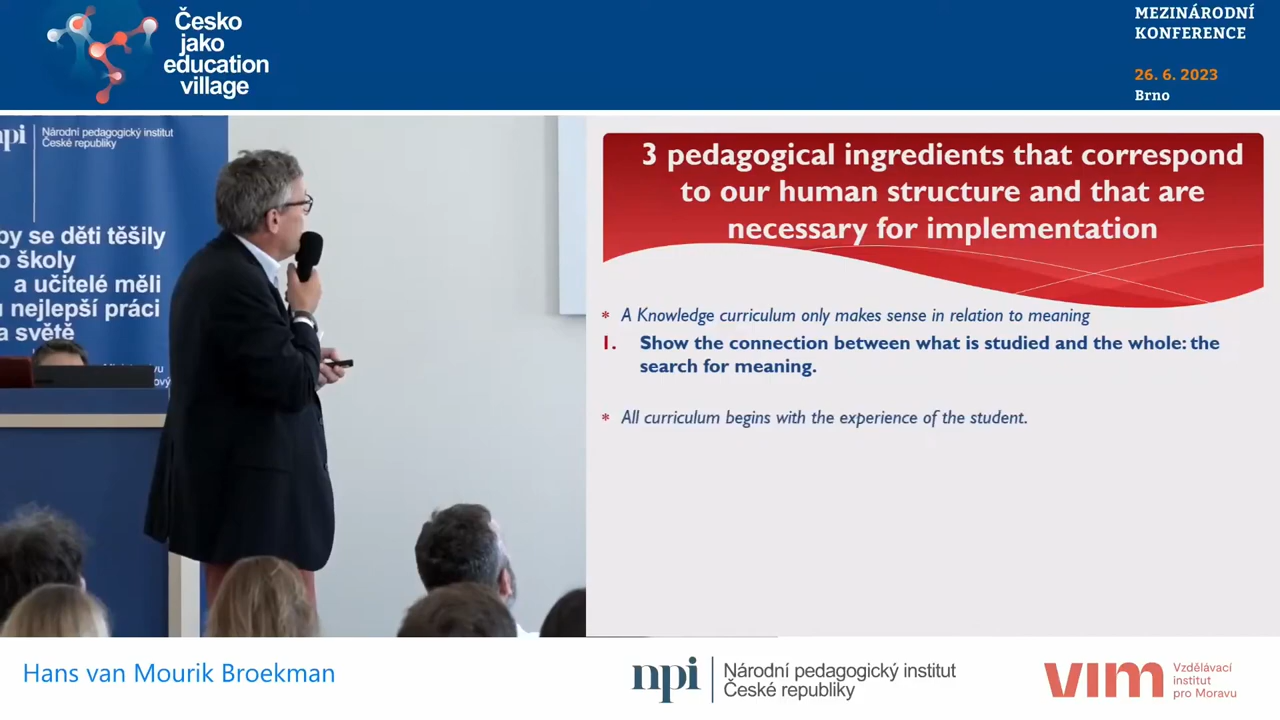 Česko
jako
education
village
MEZINÁRODNÍ
KONFERENCE
26. 6. 2023
Brno
npi
Národní pedagogický institut
České republiky
by se děti těšily
o školy
a učitelé měli
u nejlepší práci
a světě
3 pedagogical ingredients that correspond
to our human structure and that are
necessary for implementation
* A Knowledge curriculum only makes sense in relation to meaning
1. Show the connection between what is studied and the whole: the
search for meaning.
* All curriculum begins with the experience of the student.
Hans van Mourik Broekman
npi
Národní pedagogický institut
České republiky
vim
Vzdělávací
institut
pro Moravu